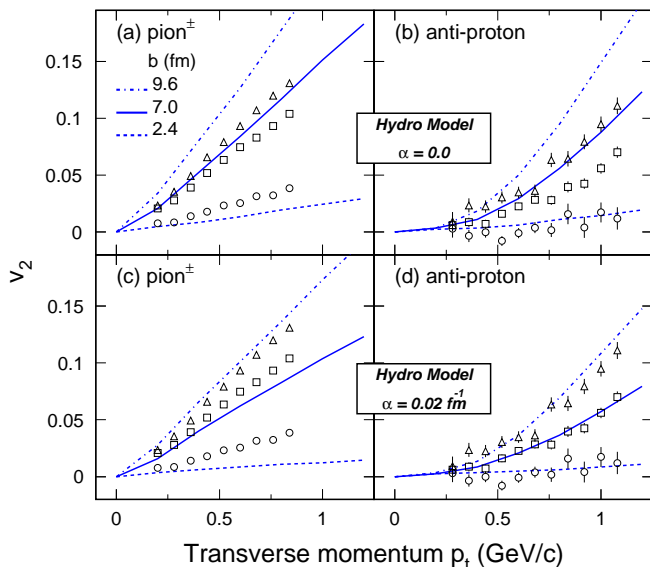 (a) pion±
b (fm)
9.6
7.0
2.4
(b) anti-proton
Hydro Model
α = 0.0
0.15
0.1
0.05
0
(c) pion±
(d) anti-proton
Hydro Model
α = 0.02 fm-1
0.15
0.1
0.05
0
v2
0
0.5
1
0
0.5
1
Transverse momentum pt (GeV/c)